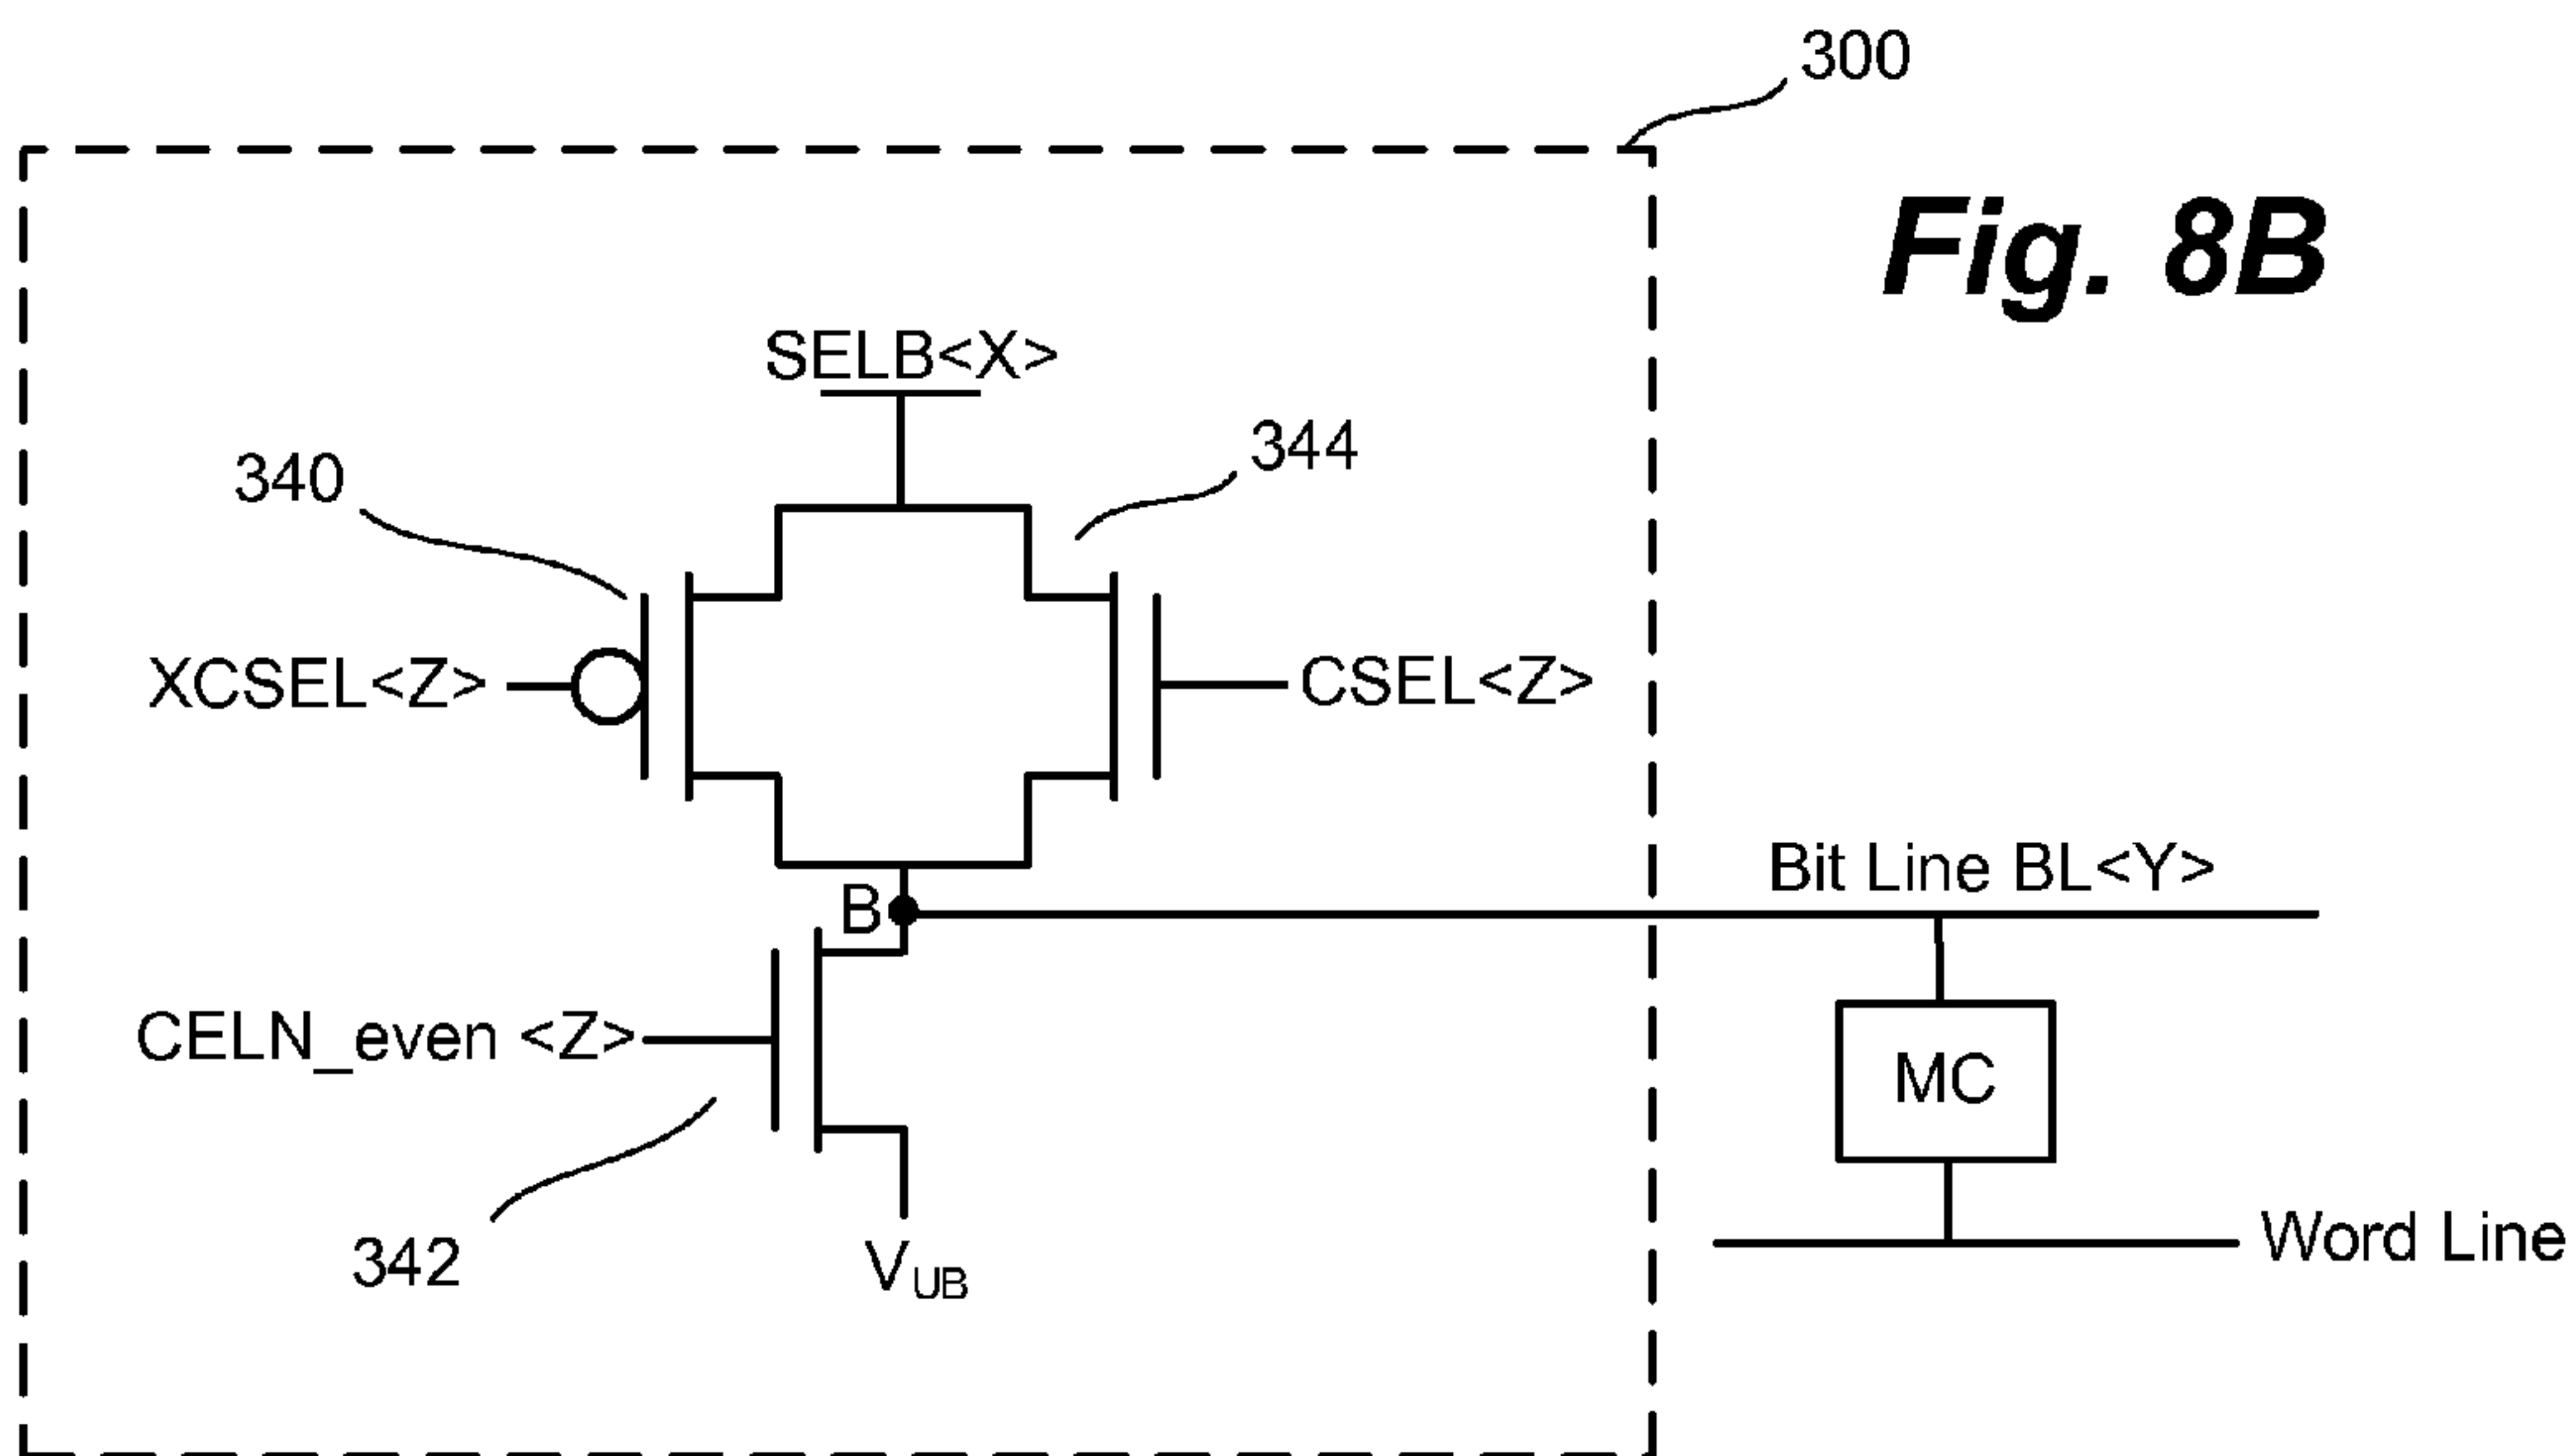 300
Fig. 8B
SELB<X>
344
340
XCSEL<Z>
CSEL<Z>
Bit Line BL<Y>
B
CELN_even <Z>
MC
342
VUB
Word Line